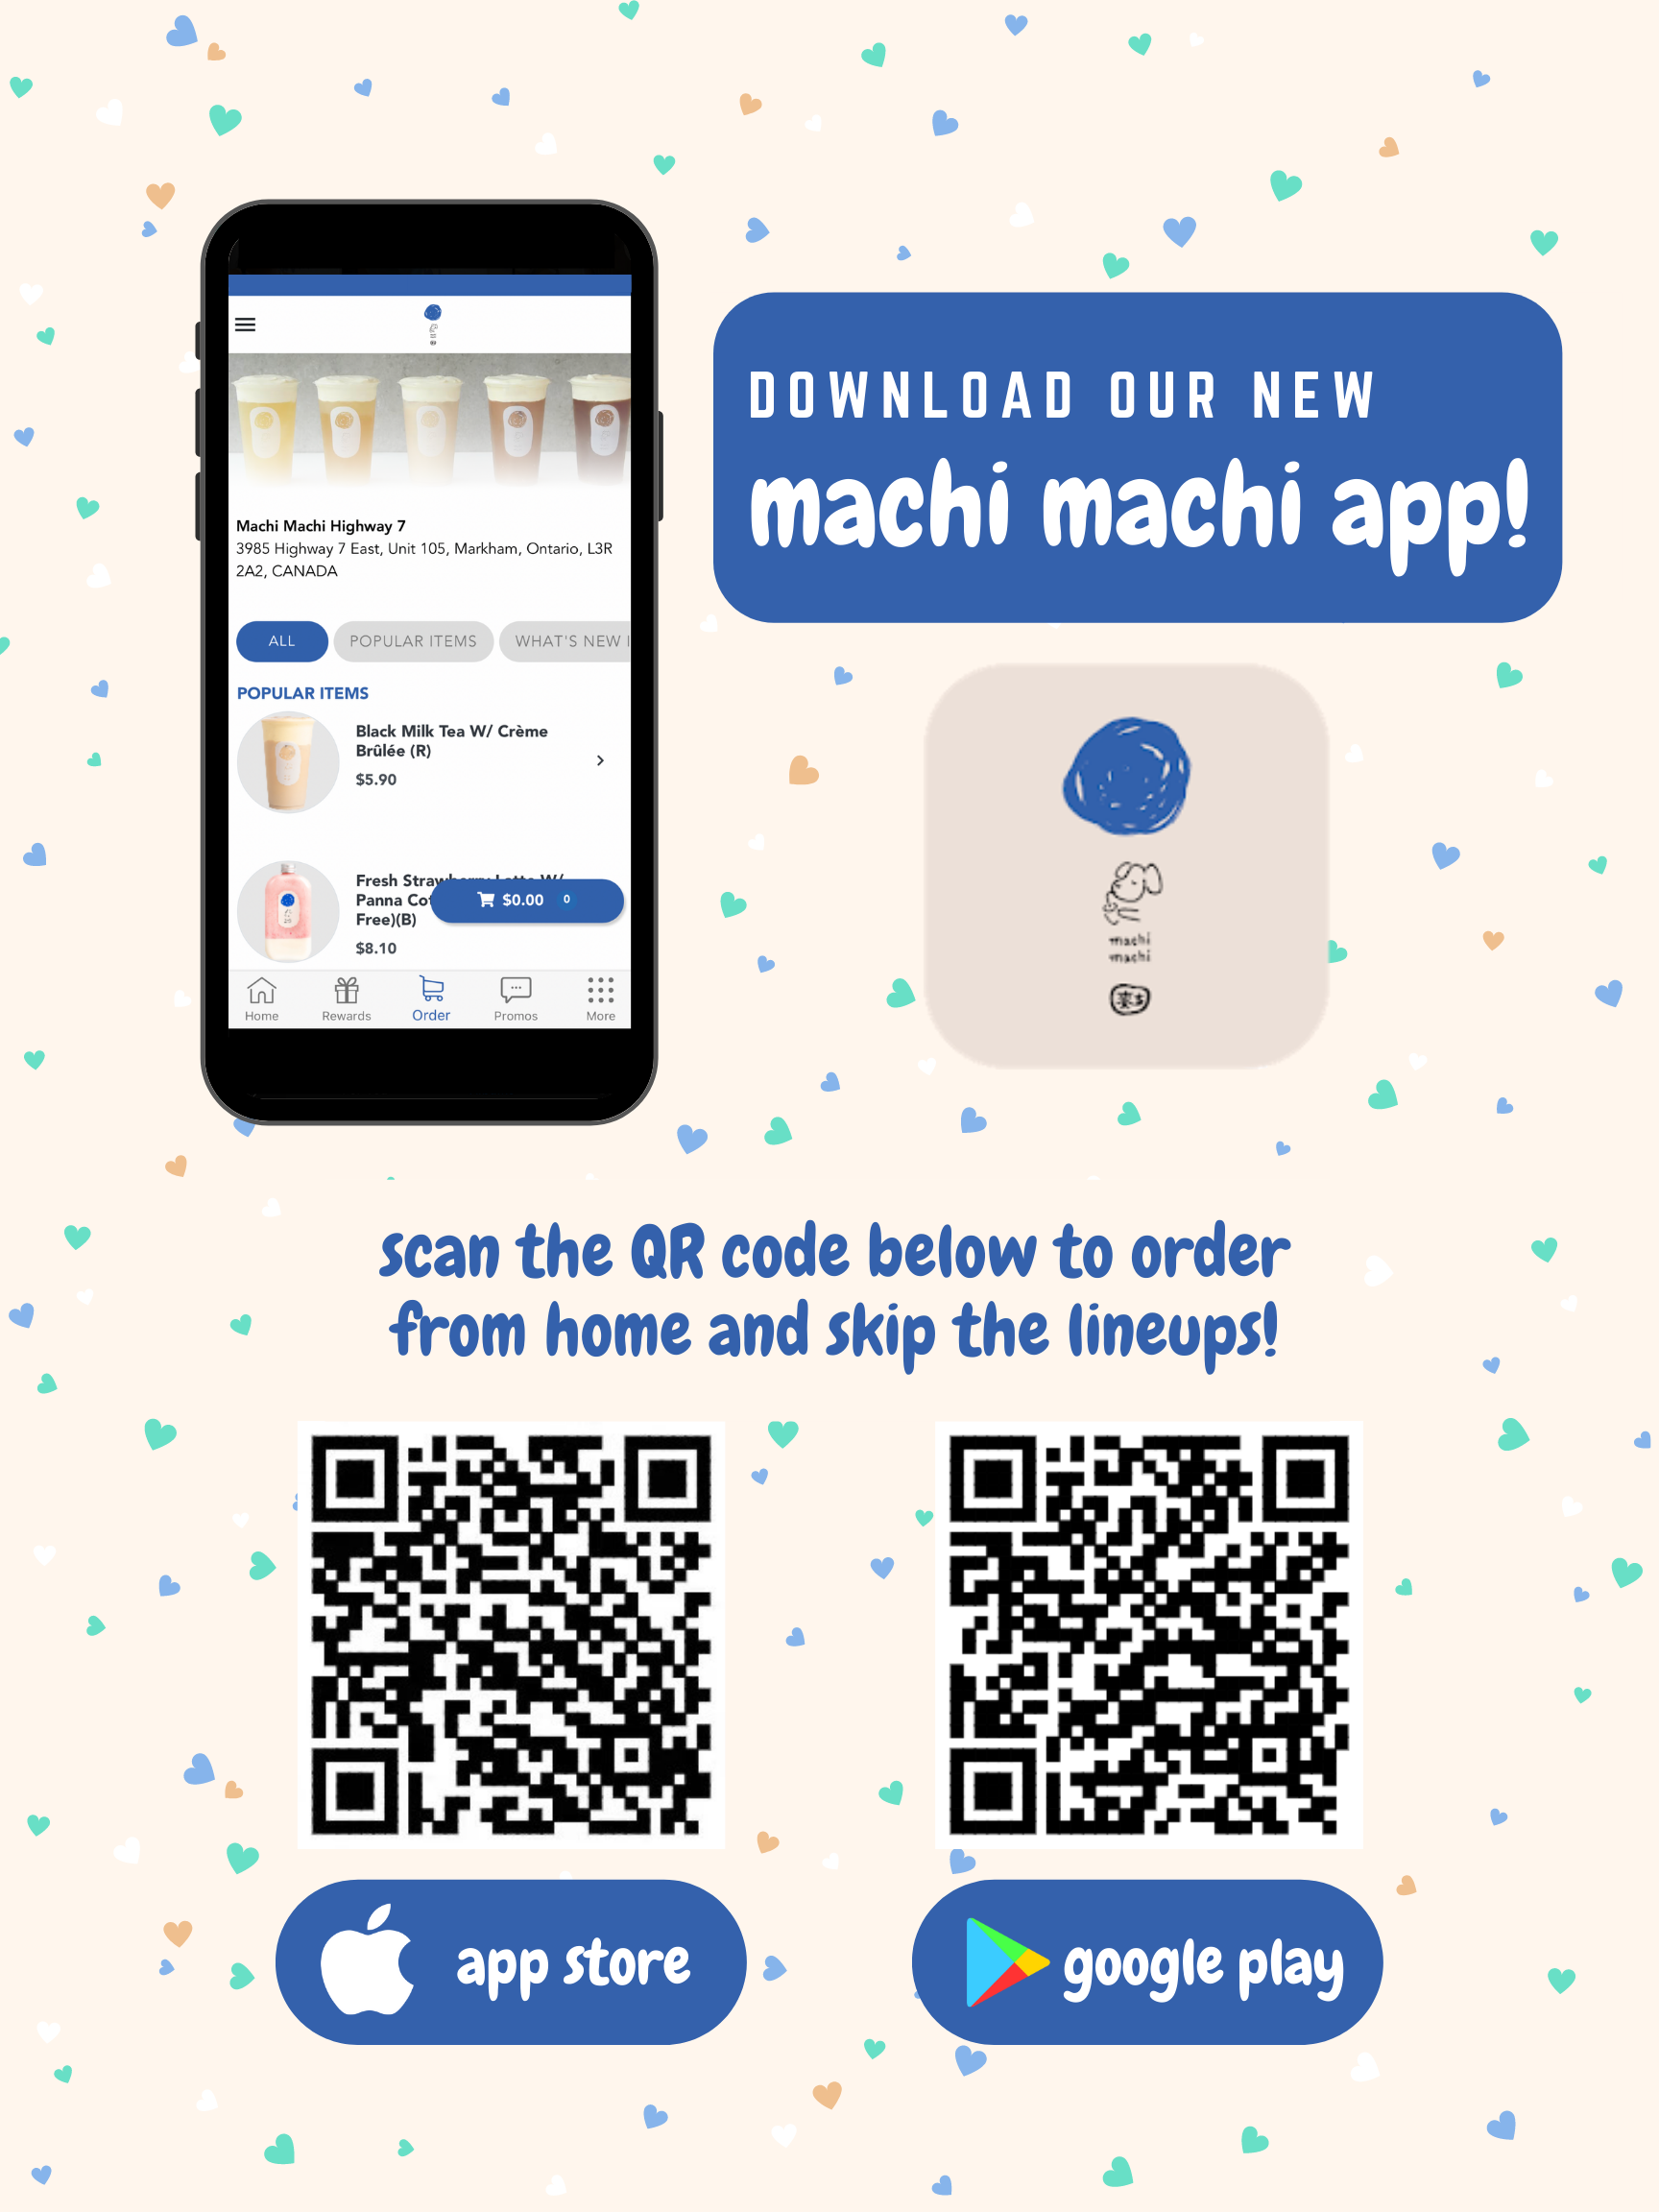 DOWNLOAD OUR NEW
machi machi app!
Machi Machi Highway 7
3985 Highway 7 East, Unit 105, Markham, Ontario, L3R
2A2, CANADA
ALL
POPULAR ITEMS
WHAT'S NEW
POPULAR ITEMS
Black Milk Tea W/ Crème
Brûlée (R)
$5.90
Fresh Strawberry Latte W/
Panna
Free)(B)
$8.10
$0.00 0
Home
Rewards
Order
Promos
More
machi
machi
scan the QR code below to order
from home and skip the lineups!
app store
google play